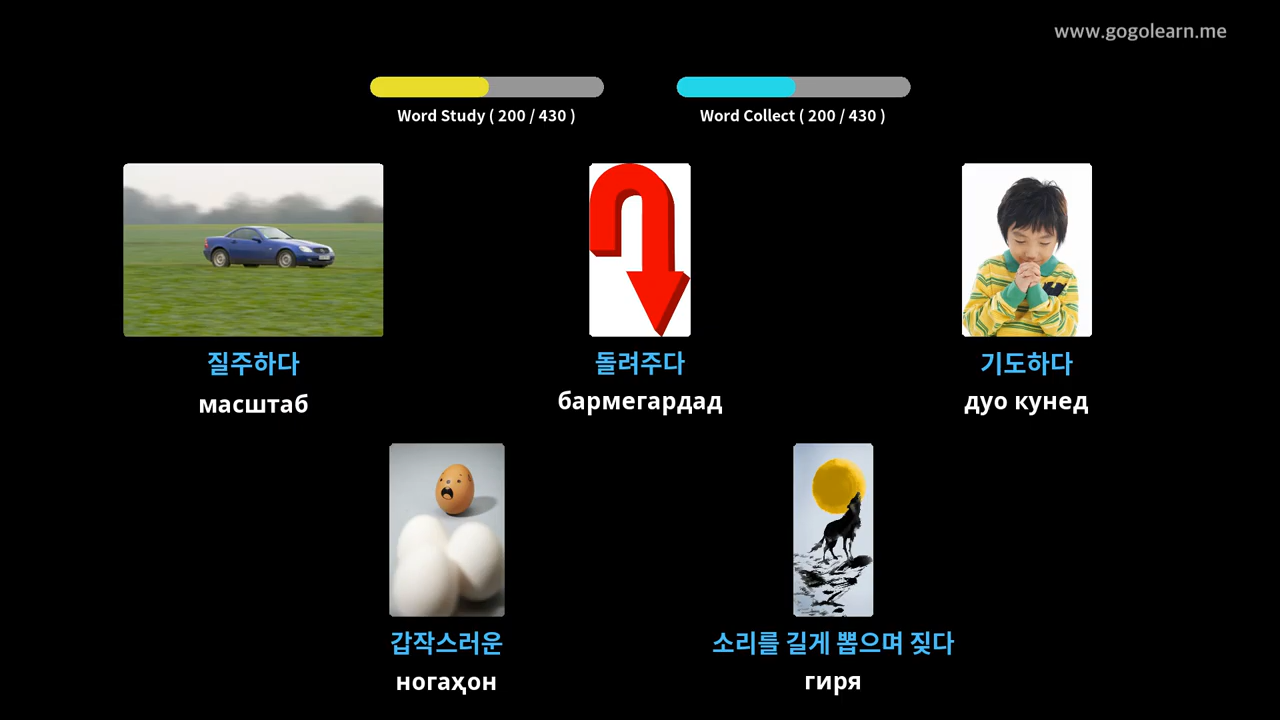 www.gogolearn.me
Word Study ( 200 / 430 )
Word Collect ( 200 / 430 )
질주하다
масштаб
돌려주다
бармегардад
기도하다
дуо кунед
갑작스러운
ногаҳон
소리를 길게 뽑으며 짖다
гиря